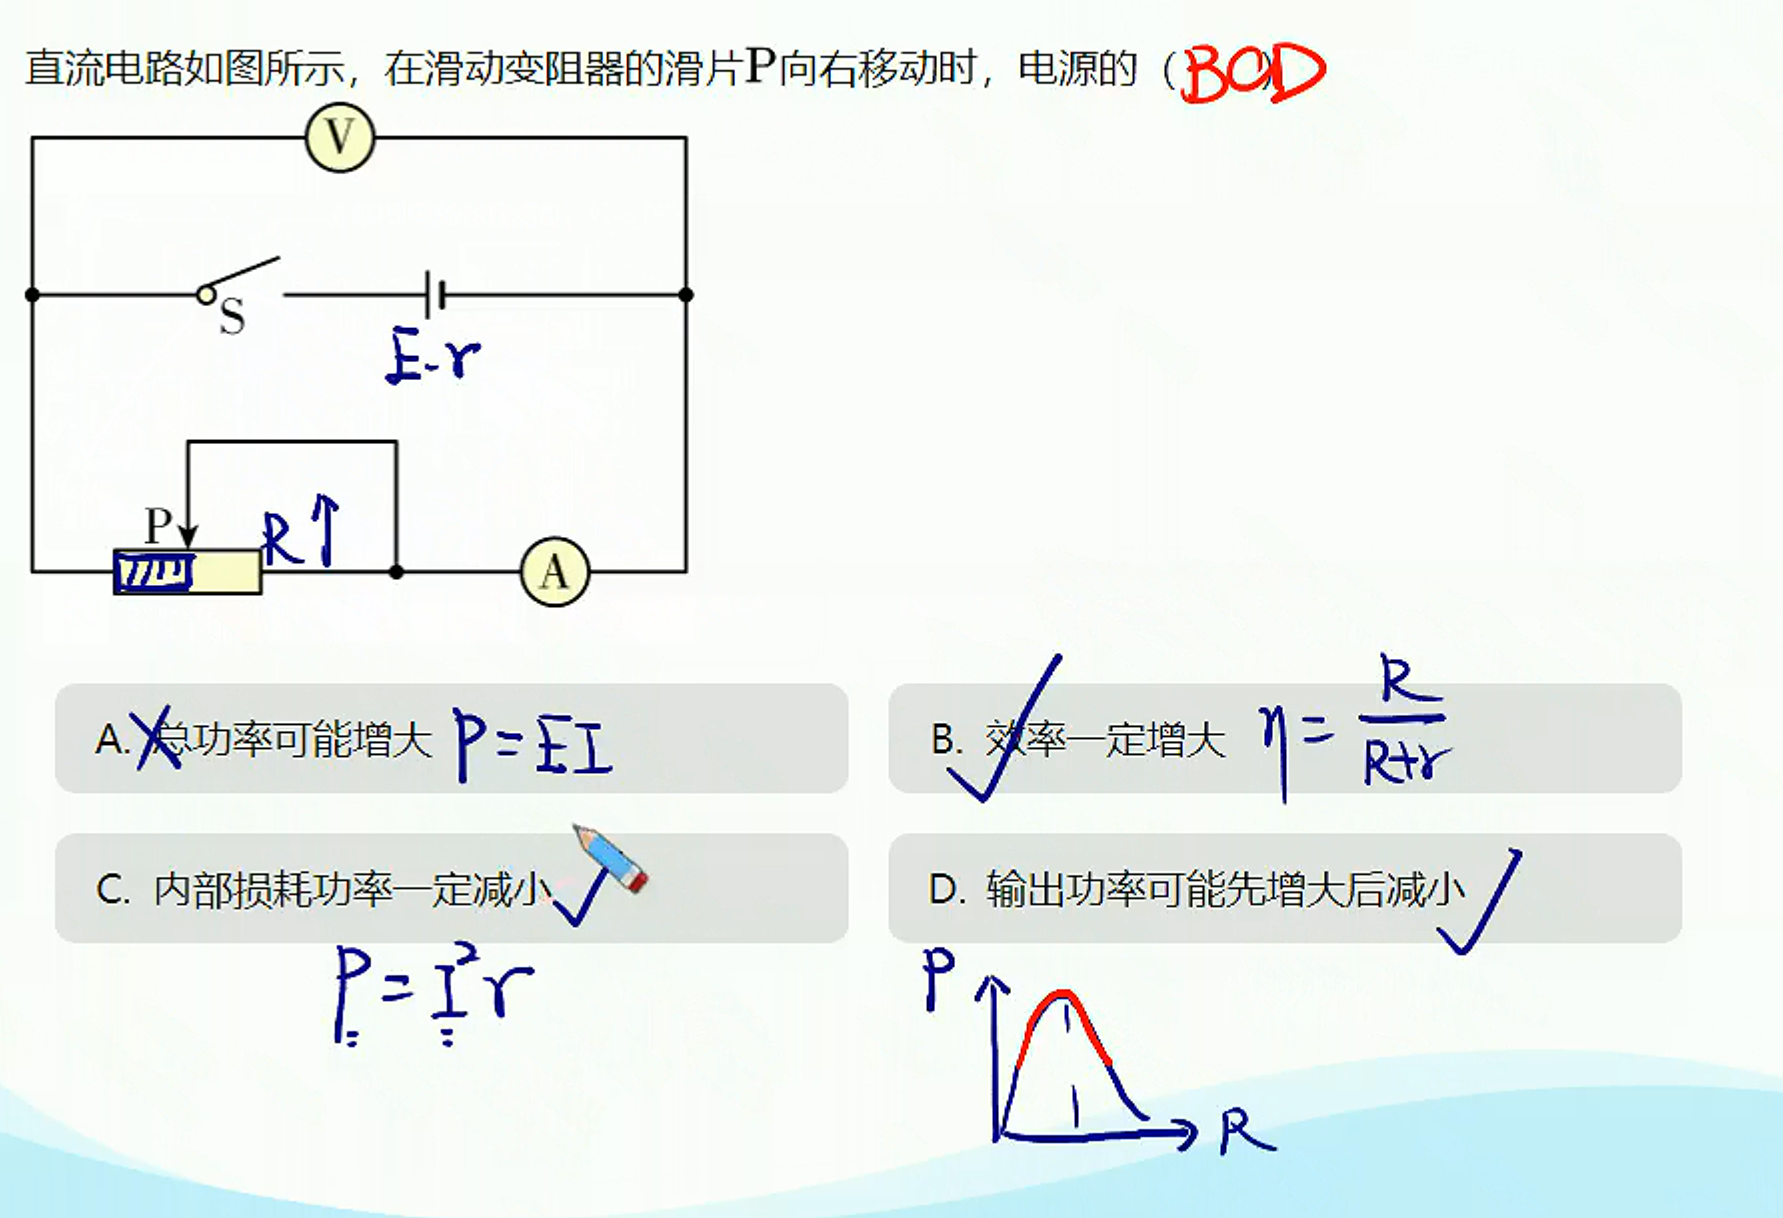 直流电路如图所示，在滑动变阻器的滑片P向右移动时，电源的（BCD）
V
S
E.r
P
R↑
A
A. 总功率可能增大 P=EI
B. 效率一定增大 η=R/(R+r)
C. 内部损耗功率一定减小
D. 输出功率可能先增大后减小
P=I²r
P
R